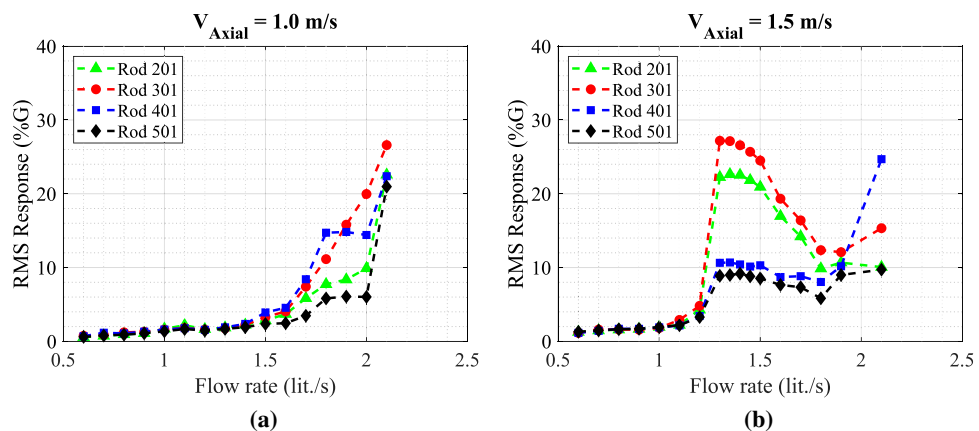 V_Axial = 1.0 m/s
RMS Response (%G)
40
30
20
10
0
Rod 201
Rod 301
Rod 401
Rod 501
0.5 1 1.5 2 2.5
Flow rate (lit./s)
(a)
V_Axial = 1.5 m/s
RMS Response (%G)
40
30
20
10
0
Rod 201
Rod 301
Rod 401
Rod 501
0.5 1 1.5 2 2.5
Flow rate (lit./s)
(b)